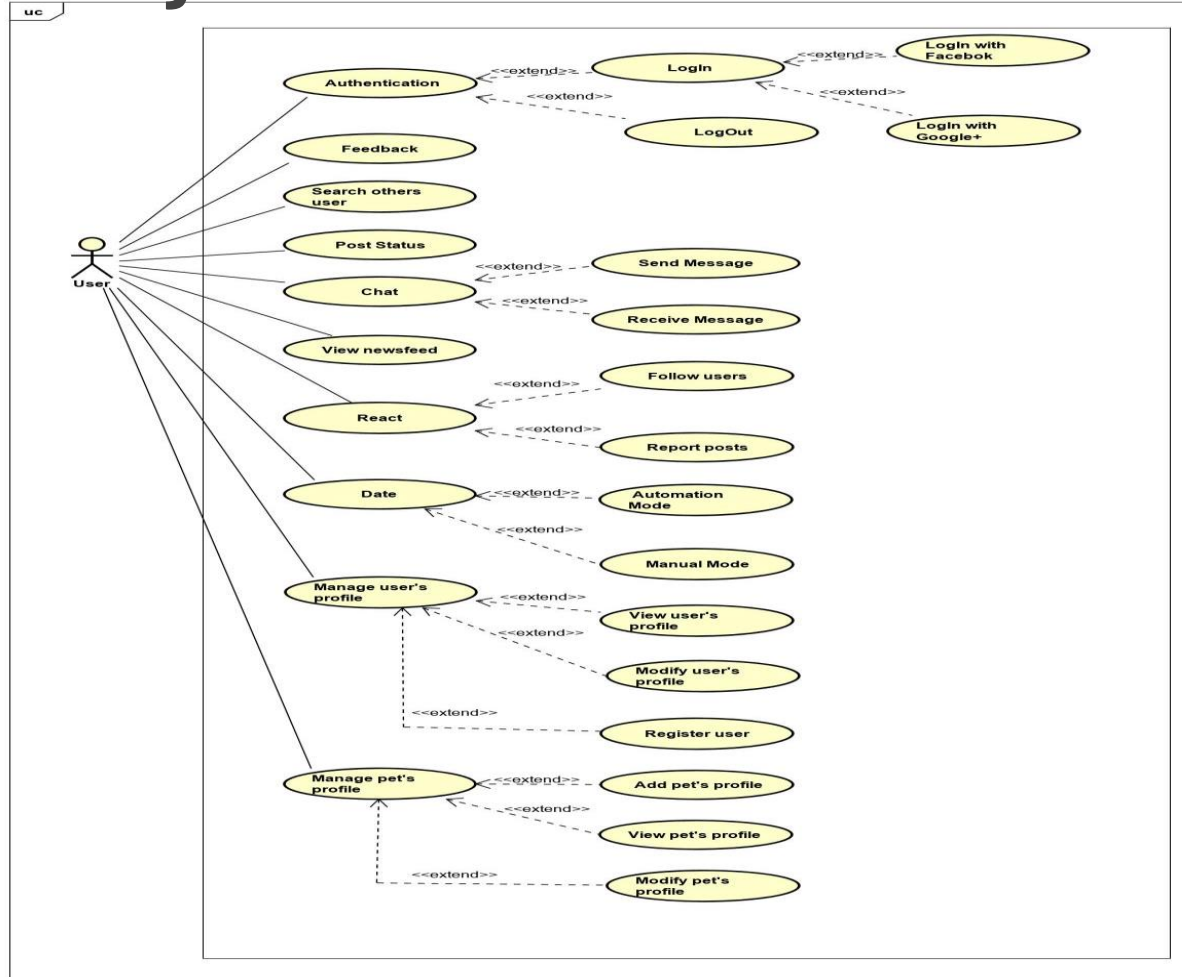 uc
Authentication
<<extend>>
LogIn
<<extend>>
LogIn with
Facebok
<<extend>>
LogOut
<<extend>>
LogIn with
Google+
Feedback
Search others
user
Post Status
User
Chat
<<extend>>
Send Message
<<extend>>
Receive Message
View newsfeed
React
<<extend>>
Follow users
<<extend>>
Report posts
Date
<<extend>>
Automation
Mode
<<extend>>
Manual Mode
Manage user's
profile
<<extend>>
View user's
profile
<<extend>>
Modify user's
profile
<<extend>>
Register user
Manage pet's
profile
<<extend>>
Add pet's profile
<<extend>>
View pet's profile
<<extend>>
Modify pet's
profile